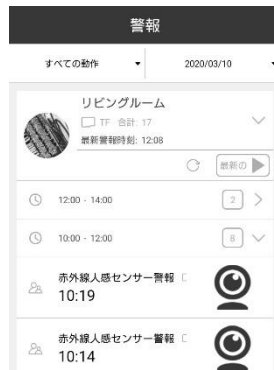 警報
すべての動作 2020/03/10
リビングルーム
TF 合計: 17
最新警報時刻: 12:08
最新の
12:00 - 14:00 2
10:00 - 12:00 8
赤外線人感センサー警報
10:19
赤外線人感センサー警報
10:14